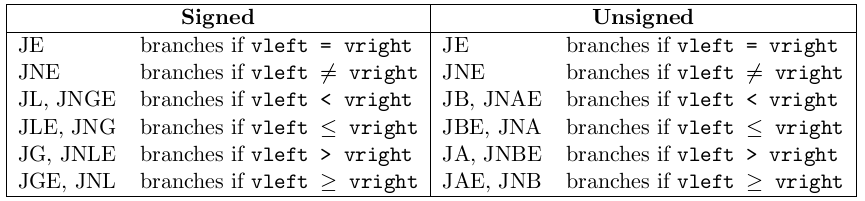 Signed Unsigned
JE branches if vleft = vright JE branches if vleft = vright
JNE branches if vleft ≠ vright JNE branches if vleft ≠ vright
JL, JNGE branches if vleft < vright JB, JNAE branches if vleft < vright
JLE, JNG branches if vleft ≤ vright JBE, JNA branches if vleft ≤ vright
JG, JNLE branches if vleft > vright JA, JNBE branches if vleft > vright
JGE, JNL branches if vleft ≥ vright JAE, JNB branches if vleft ≥ vright